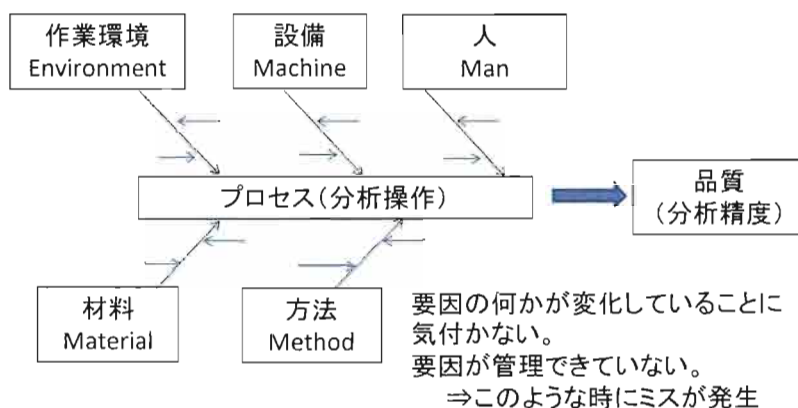 作業環境
Environment
設備
Machine
人
Man
プロセス(分析操作)
品質
(分析精度)
材料
Material
方法
Method
要因の何かが変化していることに
気付かない。
要因が管理できていない。
⇒このような時にミスが発生